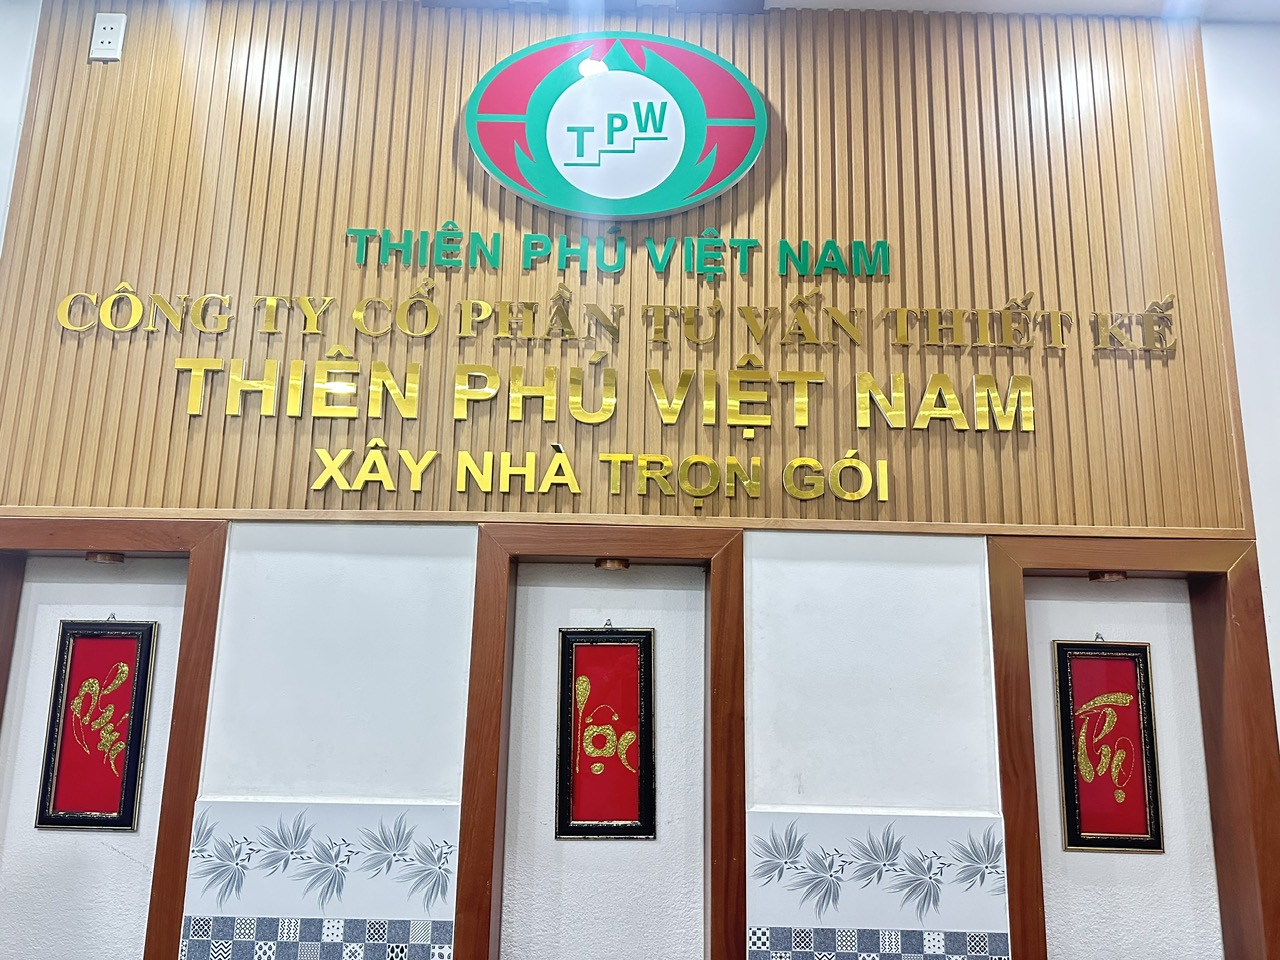 TPW
THIÊN PHÚ VIỆT NAM
CÔNG TY CỔ PHẦN TƯ VẤN THIẾT KẾ
THIÊN PHÚ VIỆT NAM
XÂY NHÀ TRỌN GÓI
Phúc
Lộc
Thọ